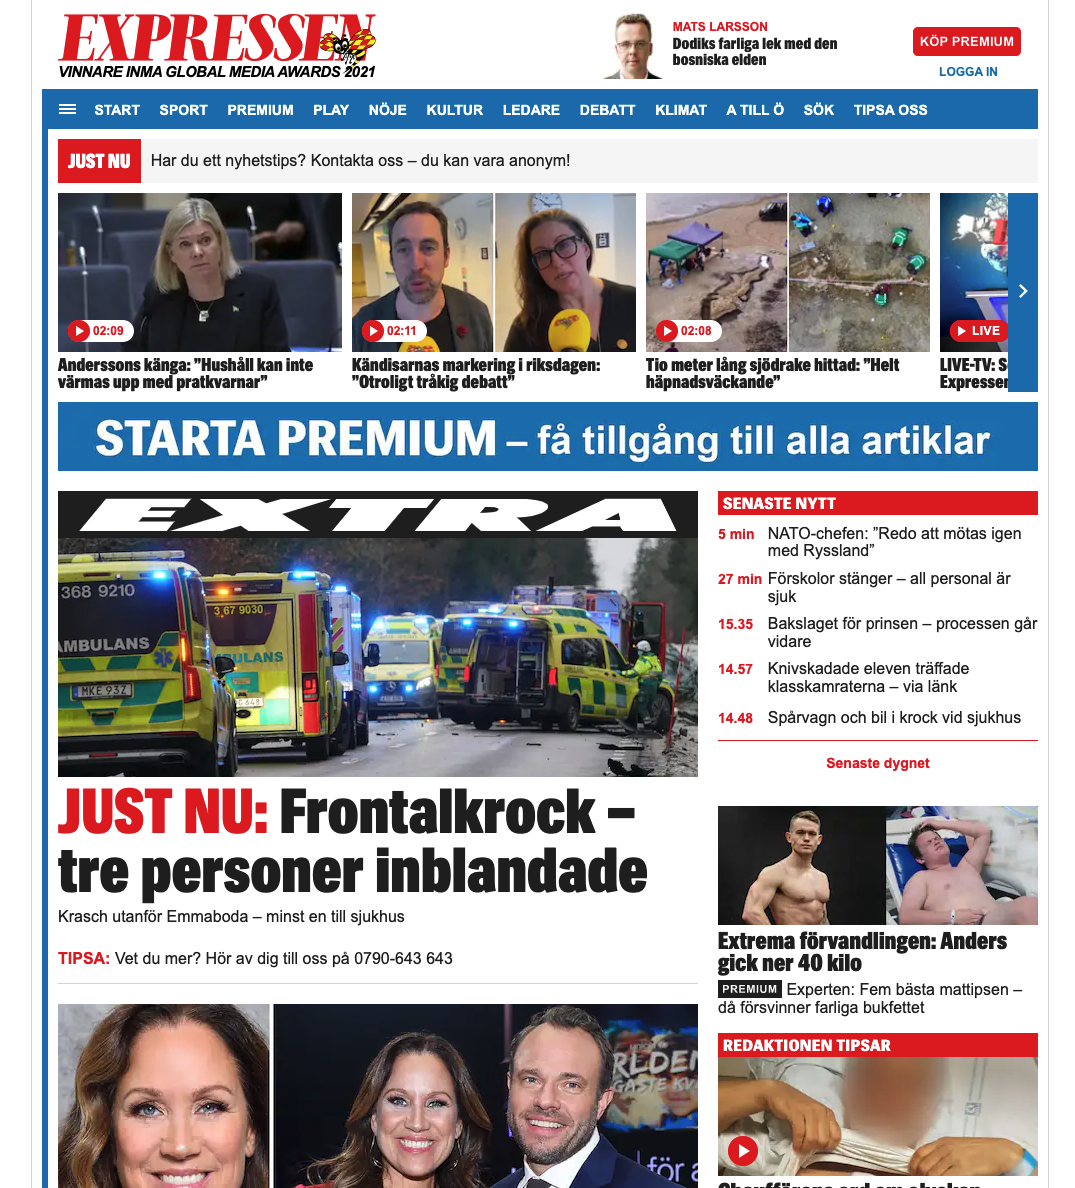 EXPRESSEN
VINNARE INMA GLOBAL MEDIA AWARDS 2021
MATS LARSSON
Dodiks farliga lek med den
bosniska elden
KÖP PREMIUM
LOGGA IN
START SPORT PREMIUM PLAY NÖJE KULTUR LEDARE DEBATT KLIMAT A TILL Ö SÖK TIPSA OSS
JUST NU Har du ett nyhetstips? Kontakta oss – du kan vara anonym!
02:09
Anderssons känga: ”Hushåll kan inte
värmas upp med pratkvarnar”
02:11
Kändisarnas markering i riksdagen:
”Otroligt tråkig debatt”
02:08
Tio meter lång sjödrake hittad: ”Helt
häpnadsväckande”
LIVE
LIVE-TV: S
Expressen
STARTA PREMIUM – få tillgång till alla artiklar
EXTRA
368 9210
AMBULANS
MKE 93Z
3 67 9030
ULANS
JUST NU: Frontalkrock –
tre personer inblandade
Krasch utanför Emmaboda – minst en till sjukhus
TIPSA: Vet du mer? Hör av dig till oss på 0790-643 643
unicef
RLDEN
GASTE KV
för a
SENASTE NYTT
5 min NATO-chefen: ”Redo att mötas igen
med Ryssland”
27 min Förskolor stänger – all personal är
sjuk
15.35 Bakslaget för prinsen – processen går
vidare
14.57 Knivskadade eleven träffade
klasskamraterna – via länk
14.48 Spårvagn och bil i krock vid sjukhus
Senaste dygnet
Extrema förvandlingen: Anders
gick ner 40 kilo
PREMIUM Experten: Fem bästa mattipsen –
då försvinner farliga bukfettet
REDAKTIONEN TIPSAR